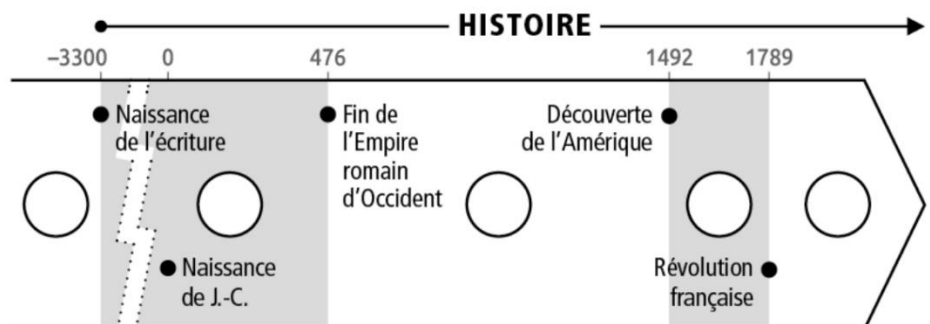 HISTOIRE
–3300 0 476 1492 1789
Naissance
de l’écriture
Fin de
l’Empire
romain
d’Occident
Découverte
de l’Amérique
Naissance
de J.-C.
Révolution
française